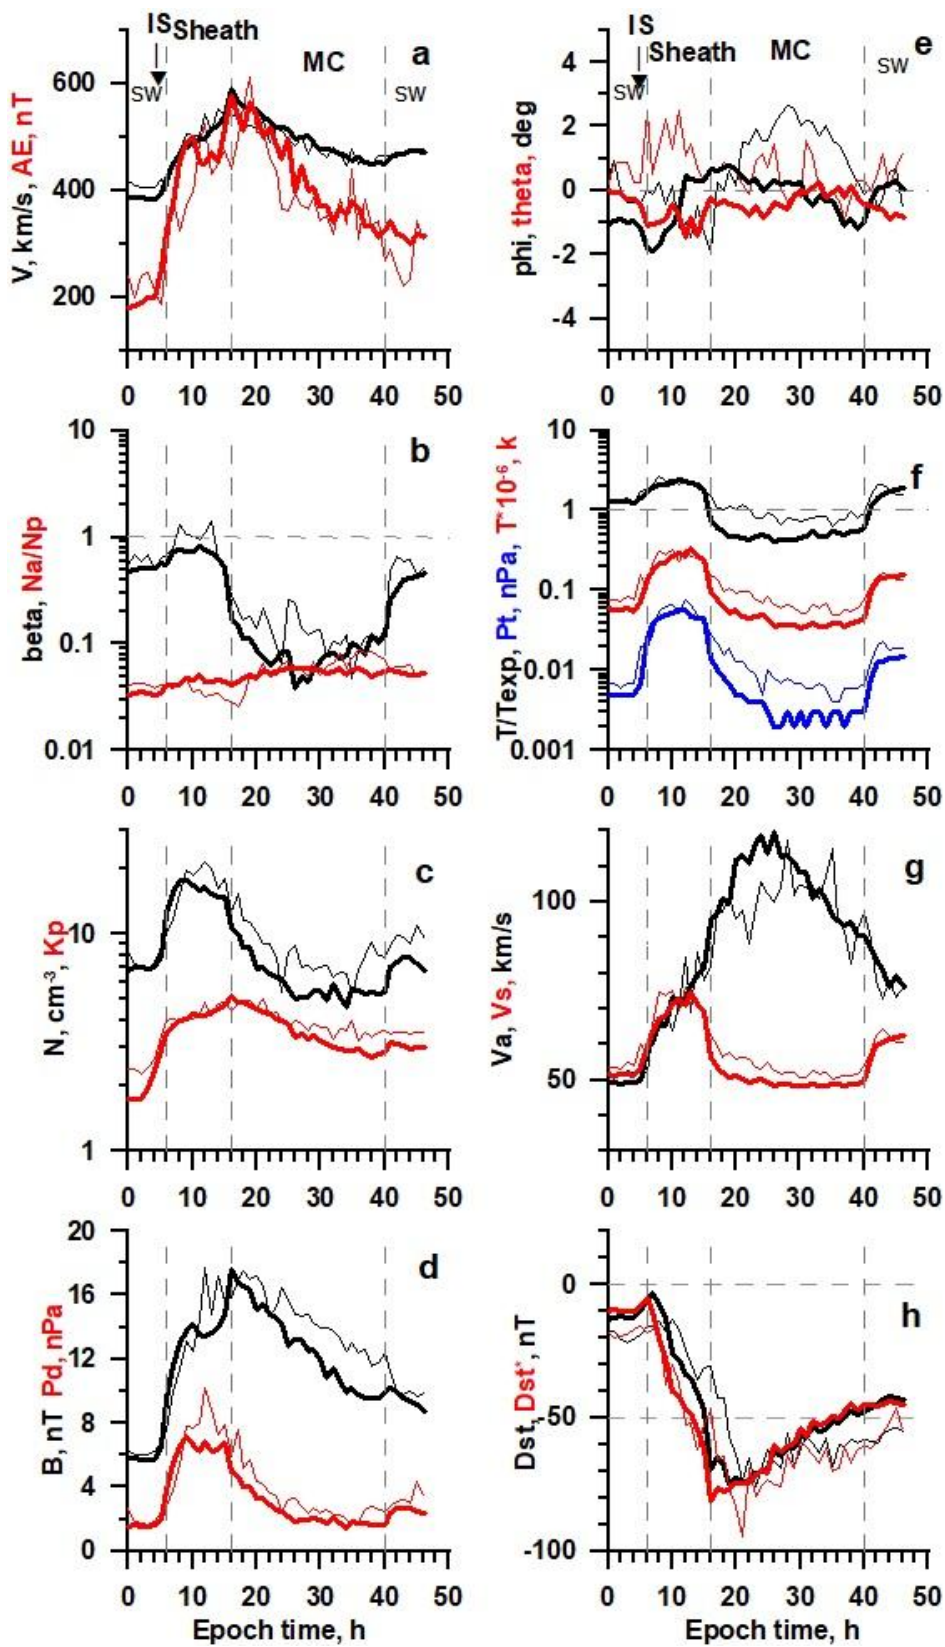 IS
Sheath
MC
a
SW
SW
600
400
200
V, km/s, AE, nT
0 10 20 30 40 50
IS
Sheath
MC
e
SW
SW
4
2
0
-2
-4
phi, theta, deg
0 10 20 30 40 50
b
10
1
0.1
0.01
beta, Na/Np
0 10 20 30 40 50
f
10
1
0.1
0.01
0.001
T/Texp, Pt, nPa, T*10⁻⁶, k
0 10 20 30 40 50
c
10
1
N, cm⁻³, Kp
0 10 20 30 40 50
g
100
50
Va, Vs, km/s
0 10 20 30 40 50
d
20
16
12
8
4
0
B, nT Pd, nPa
0 10 20 30 40 50
Epoch time, h
h
0
-50
-100
Dst, Dst*, nT
0 10 20 30 40 50
Epoch time, h